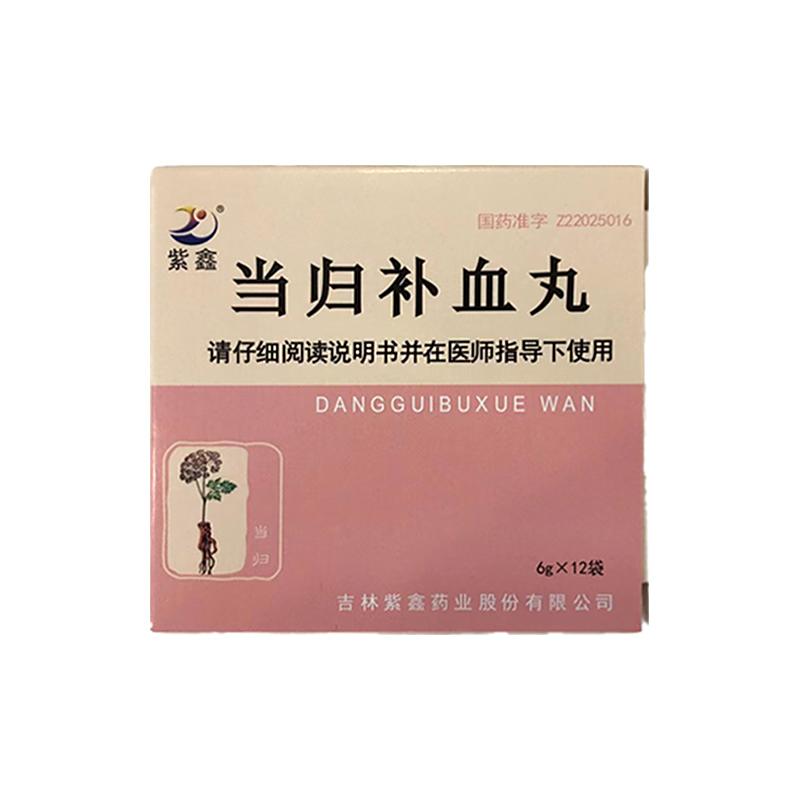 紫鑫®
国药准字 Z22025016
当归补血丸
请仔细阅读说明书并在医师指导下使用
DANGGUIBUXUE WAN
当归
6g×12袋
吉林紫鑫药业股份有限公司